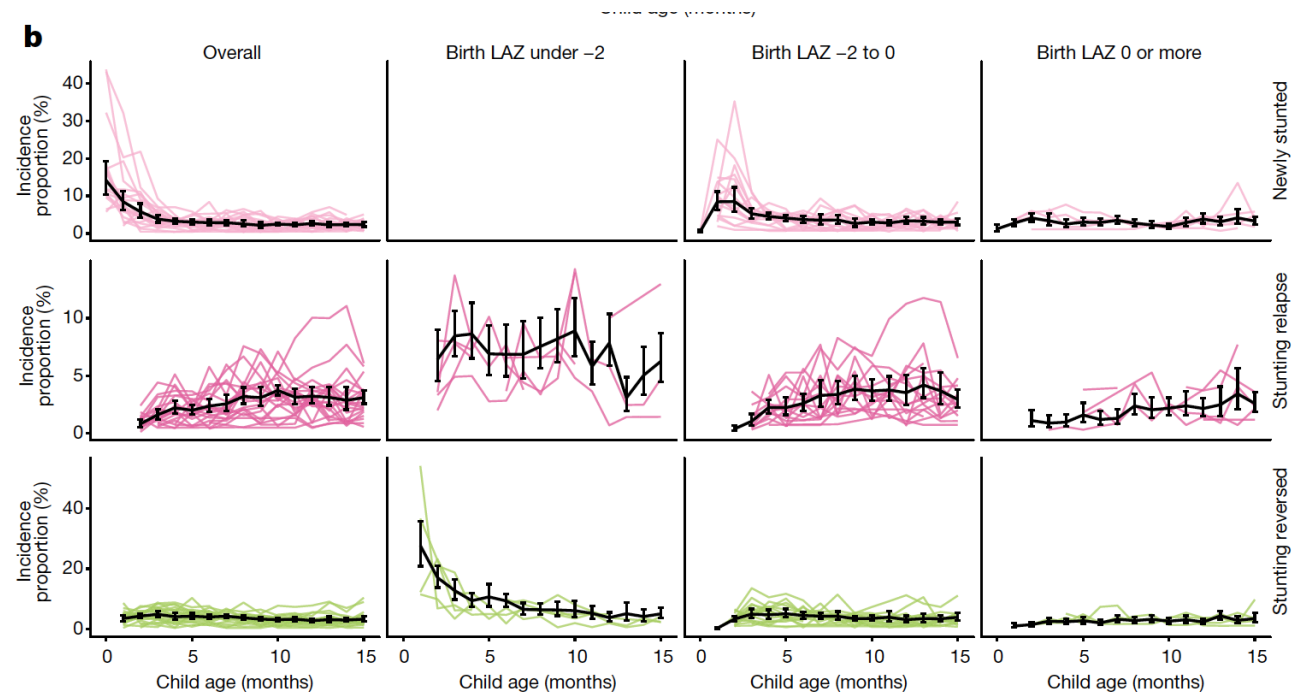 Child age (months)
b
Overall
Birth LAZ under −2
Birth LAZ −2 to 0
Birth LAZ 0 or more
Incidence
proportion (%)
40
30
20
10
0
Newly stunted
Incidence
proportion (%)
10
5
0
Stunting relapse
Incidence
proportion (%)
40
20
0
Stunting reversed
0 5 10 15 0 5 10 15 0 5 10 15 0 5 10 15
Child age (months) Child age (months) Child age (months) Child age (months)